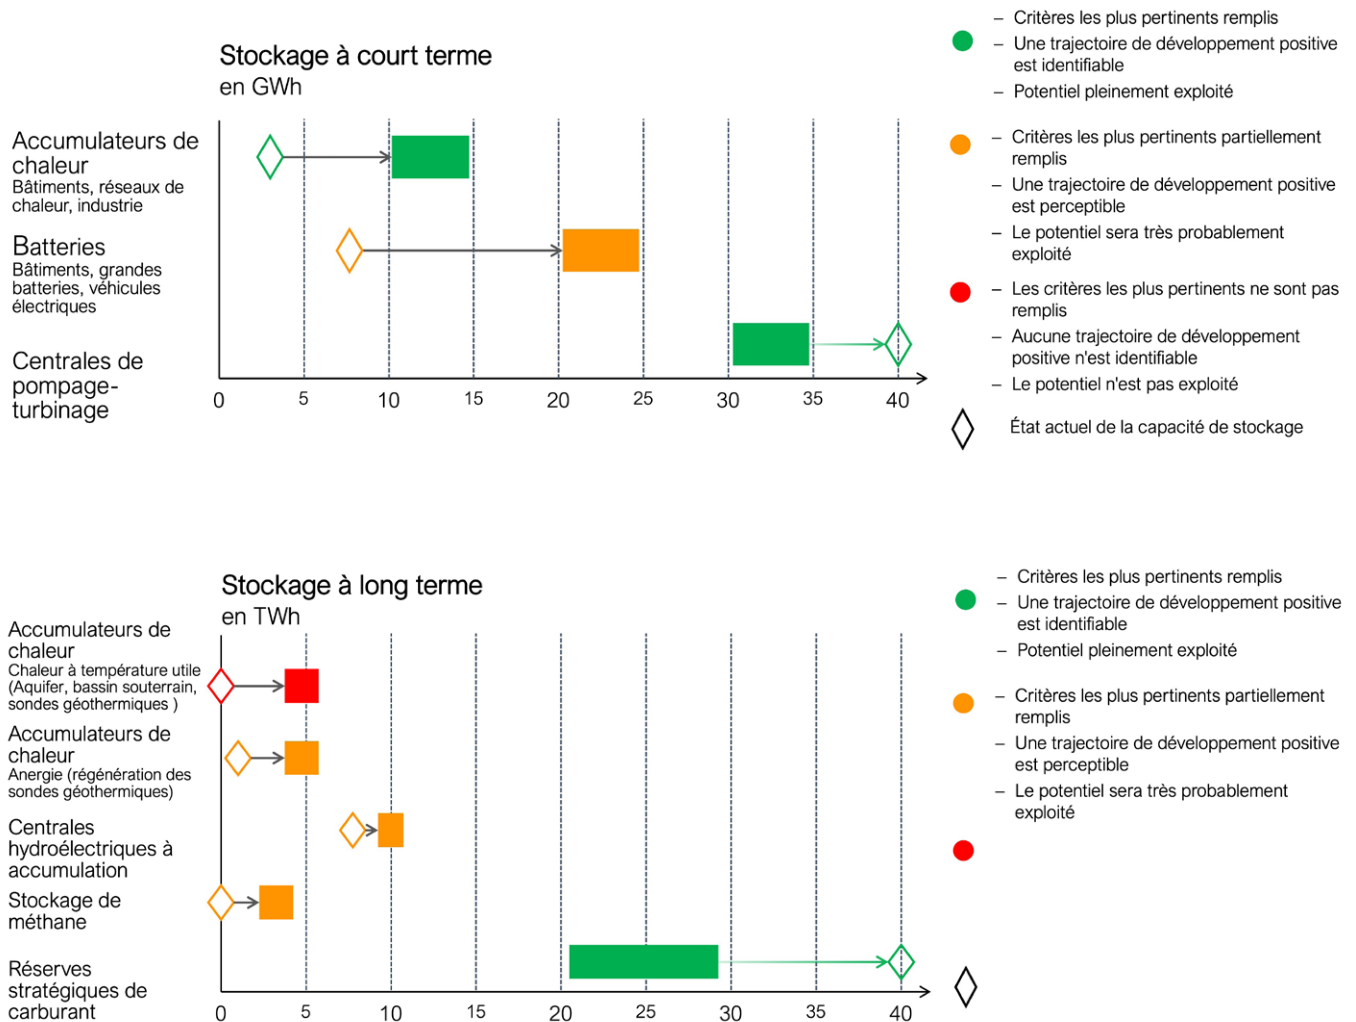 Stockage à court terme
en GWh
Accumulateurs de
chaleur
Bâtiments, réseaux de
chaleur, industrie
Batteries
Bâtiments, grandes
batteries, véhicules
électriques
Centrales de
pompage-
turbinage
0 5 10 15 20 25 30 35 40
– Critères les plus pertinents remplis
– Une trajectoire de développement positive
est identifiable
– Potentiel pleinement exploité
– Critères les plus pertinents partiellement
remplis
– Une trajectoire de développement positive
est perceptible
– Le potentiel sera très probablement
exploité
– Les critères les plus pertinents ne sont pas
remplis
– Aucune trajectoire de développement
positive n'est identifiable
– Le potentiel n'est pas exploité
État actuel de la capacité de stockage
Stockage à long terme
en TWh
Accumulateurs de
chaleur
Chaleur à température utile
(Aquifer, bassin souterrain,
sondes géothermiques )
Accumulateurs de
chaleur
Anergie (régénération des
sondes géothermiques)
Centrales
hydroélectriques à
accumulation
Stockage de
méthane
Réserves
stratégiques de
carburant
0 5 10 15 20 25 30 35 40
– Critères les plus pertinents remplis
– Une trajectoire de développement positive
est identifiable
– Potentiel pleinement exploité
– Critères les plus pertinents partiellement
remplis
– Une trajectoire de développement positive
est perceptible
– Le potentiel sera très probablement
exploité